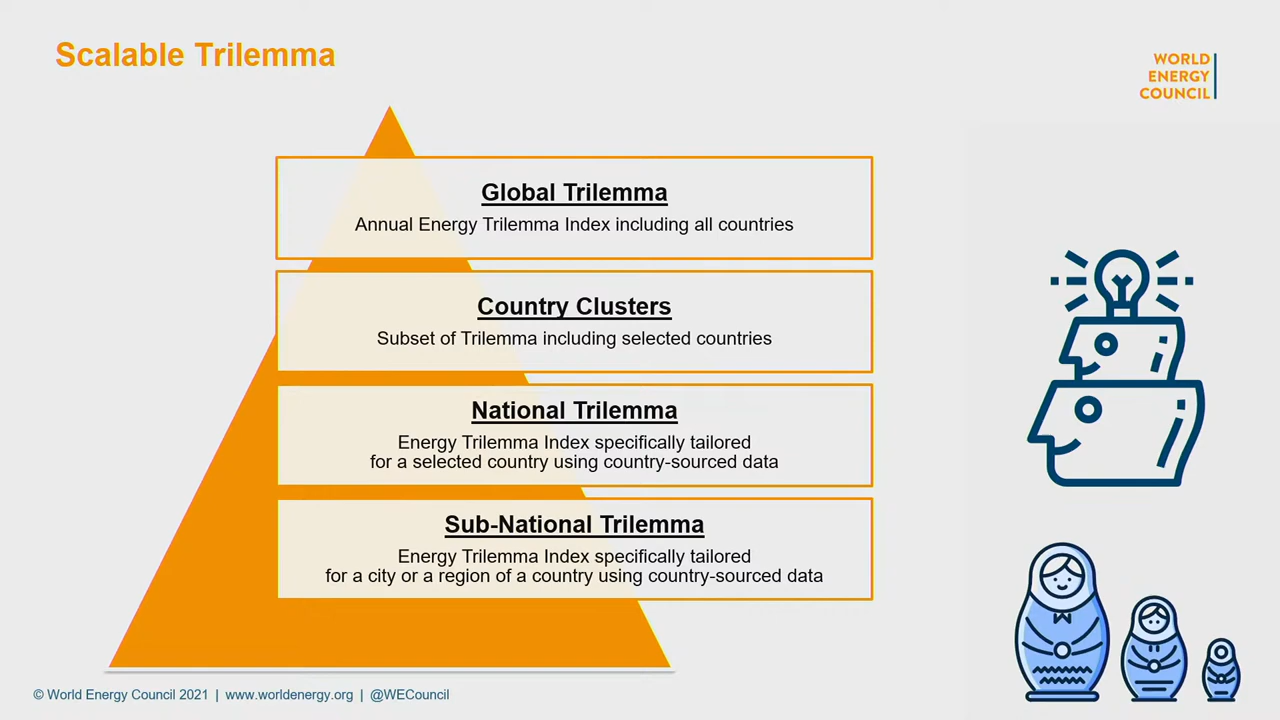 Scalable Trilemma
WORLD
ENERGY
COUNCIL
Global Trilemma
Annual Energy Trilemma Index including all countries
Country Clusters
Subset of Trilemma including selected countries
National Trilemma
Energy Trilemma Index specifically tailored
for a selected country using country-sourced data
Sub-National Trilemma
Energy Trilemma Index specifically tailored
for a city or a region of a country using country-sourced data
© World Energy Council 2021 | www.worldenergy.org | @WECouncil